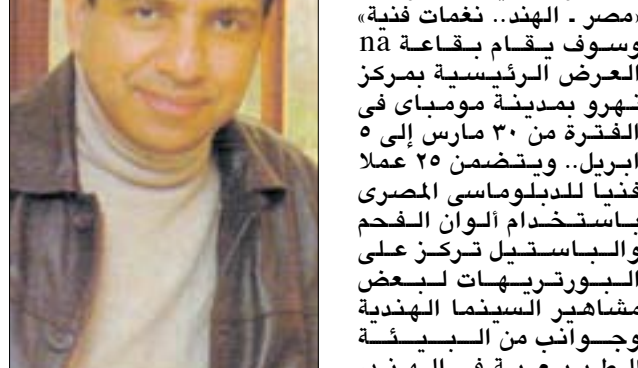 «مصر ـ الهند.. نغمات فنية»
وسوف يقام بقاعة na
العرض الرئيسية بمركز
نهرو بمدينة مومباى فى
الفترة من ٣٠ مارس إلى ٥
ابريل.. ويتضمن ٢٥ عملا
فنيا للدبلوماسى المصرى
باستخدام ألوان الفحم
والباستيل تركز على
البورتريهات لبعض
مشاهير السينما الهندية
وجوانب من البيئة